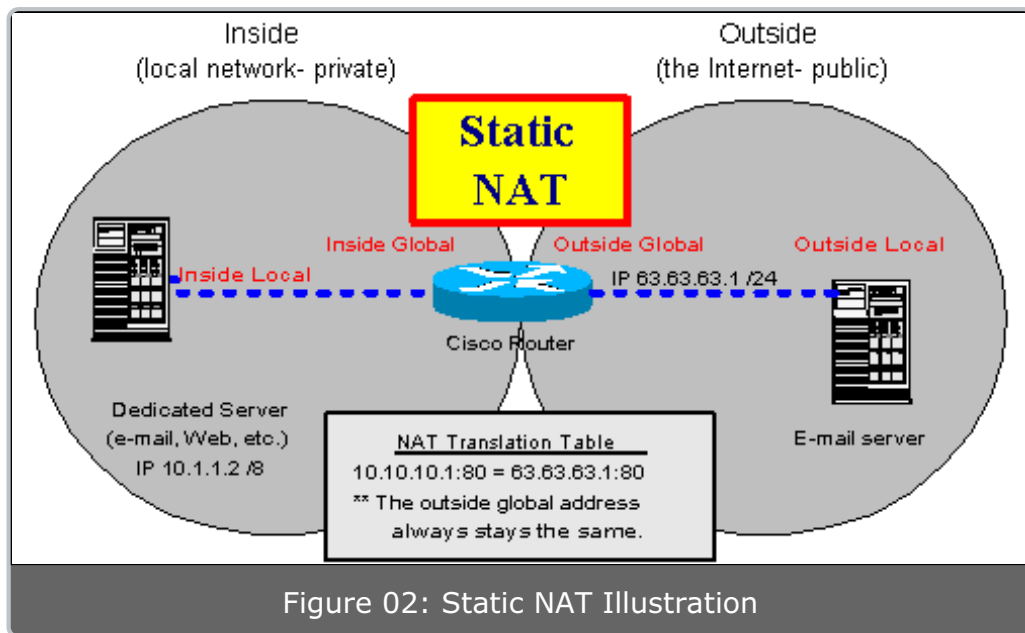 Inside
(local network- private)
Outside
(the Internet- public)
Static
NAT
Inside Global
Outside Global
Outside Local
Inside Local
IP 63.63.63.1 /24
Cisco Router
Dedicated Server
(e-mail, Web, etc.)
IP 10.1.1.2 /8
E-mail server
NAT Translation Table
10.10.10.1:80 = 63.63.63.1:80
** The outside global address
always stays the same.
Figure 02: Static NAT Illustration